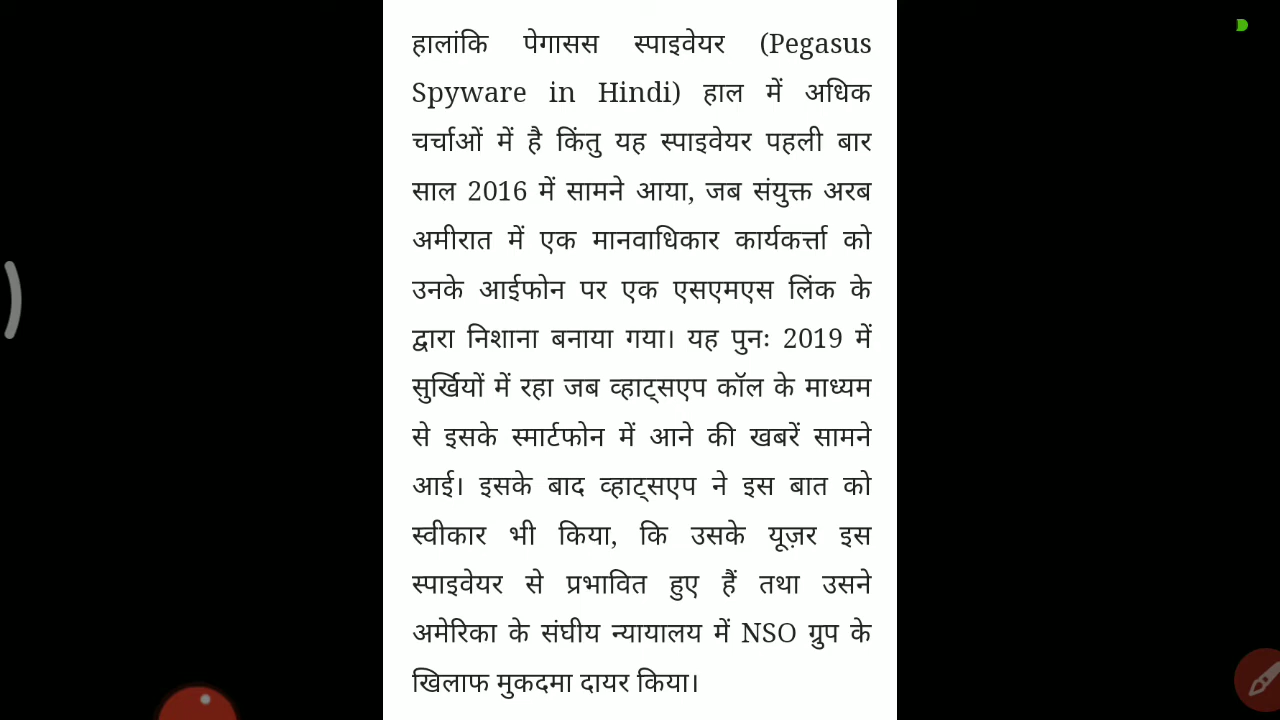 हालांकि पेगासस स्पाइवेयर (Pegasus
Spyware in Hindi) हाल में अधिक
चर्चाओं में है किंतु यह स्पाइवेयर पहली बार
साल 2016 में सामने आया, जब संयुक्त अरब
अमीरात में एक मानवाधिकार कार्यकर्त्ता को
उनके आईफोन पर एक एसएमएस लिंक के
द्वारा निशाना बनाया गया। यह पुनः 2019 में
सुर्खियों में रहा जब व्हाट्सएप कॉल के माध्यम
से इसके स्मार्टफोन में आने की खबरें सामने
आई। इसके बाद व्हाट्सएप ने इस बात को
स्वीकार भी किया, कि उसके यूज़र इस
स्पाइवेयर से प्रभावित हुए हैं तथा उसने
अमेरिका के संघीय न्यायालय में NSO ग्रुप के
खिलाफ मुकदमा दायर किया।